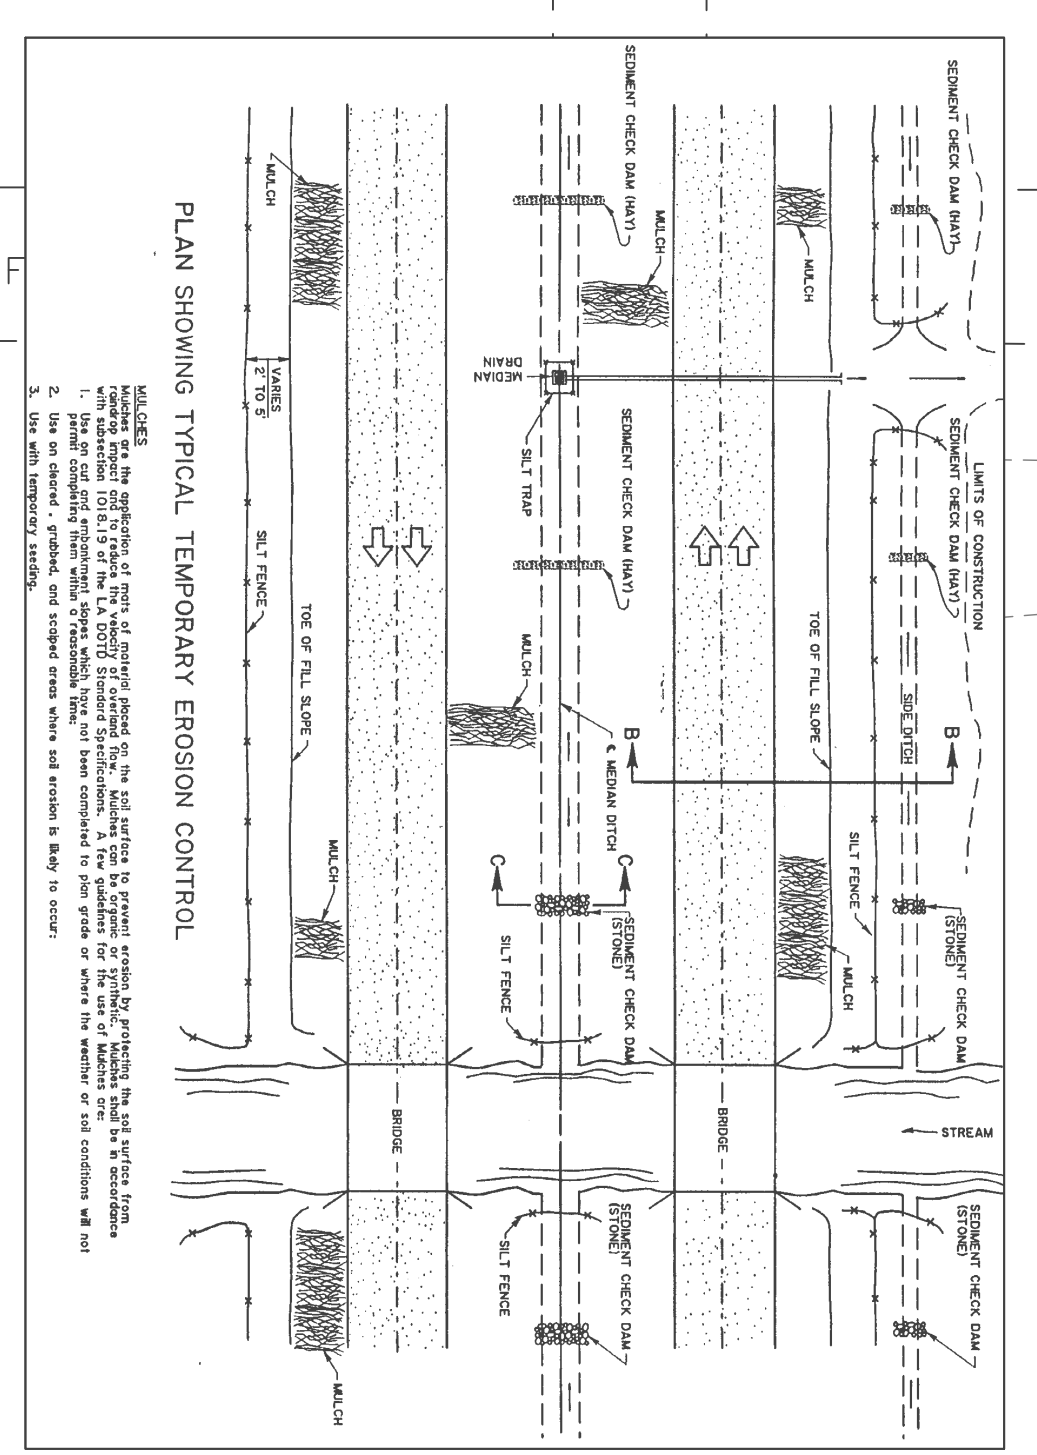 SEDIMENT CHECK DAM (HAY)
SEDIMENT CHECK DAM (HAY)
LIMITS OF CONSTRUCTION
SEDIMENT CHECK DAM
(STONE)
STREAM
SEDIMENT CHECK DAM
(STONE)
SIDE DITCH
B
SILT FENCE
MULCH
TOE OF FILL SLOPE
MULCH
BRIDGE
SEDIMENT CHECK DAM (HAY)
MULCH
SEDIMENT CHECK DAM (HAY)
B
℄ MEDIAN DITCH
C
SEDIMENT CHECK DAM
(STONE)
SEDIMENT CHECK DAM
(STONE)
MEDIAN
DRAIN
SILT TRAP
MULCH
C
SILT FENCE
SILT FENCE
BRIDGE
MULCH
TOE OF FILL SLOPE
MULCH
MULCH
VARIES
2' TO 5'
SILT FENCE
PLAN SHOWING TYPICAL TEMPORARY EROSION CONTROL
MULCHES
Mulches are the application of mats of material placed on the soil surface to prevent erosion by protecting the soil surface from
raindrop impact and to reduce the velocity of overland flow. Mulches can be organic or synthetic. Mulches shall be in accordance
with subsection 1018.19 of the LA DOTD Standard Specifications. A few guidelines for the use of Mulches are:
1. Use on cut and embankment slopes which have not been completed to plan grade or where the weather or soil conditions will not
permit completing them within a reasonable time;
2. Use on cleared , grubbed, and scalped areas where soil erosion is likely to occur;
3. Use with temporary seeding.